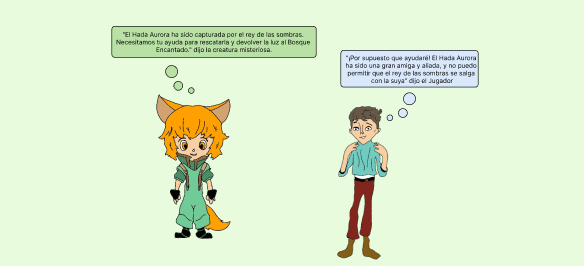 "El Hada Aurora ha sido capturada por el rey de las sombras.
Necesitamos tu ayuda para rescatarla y devolver la luz al Bosque
Encantado." dijo la creatura misteriosa.
"¡Por supuesto que ayudaré! El Hada Aurora
ha sido una gran amiga y aliada, y no puedo
permitir que el rey de las sombras se salga
con la suya" dijo el Jugador